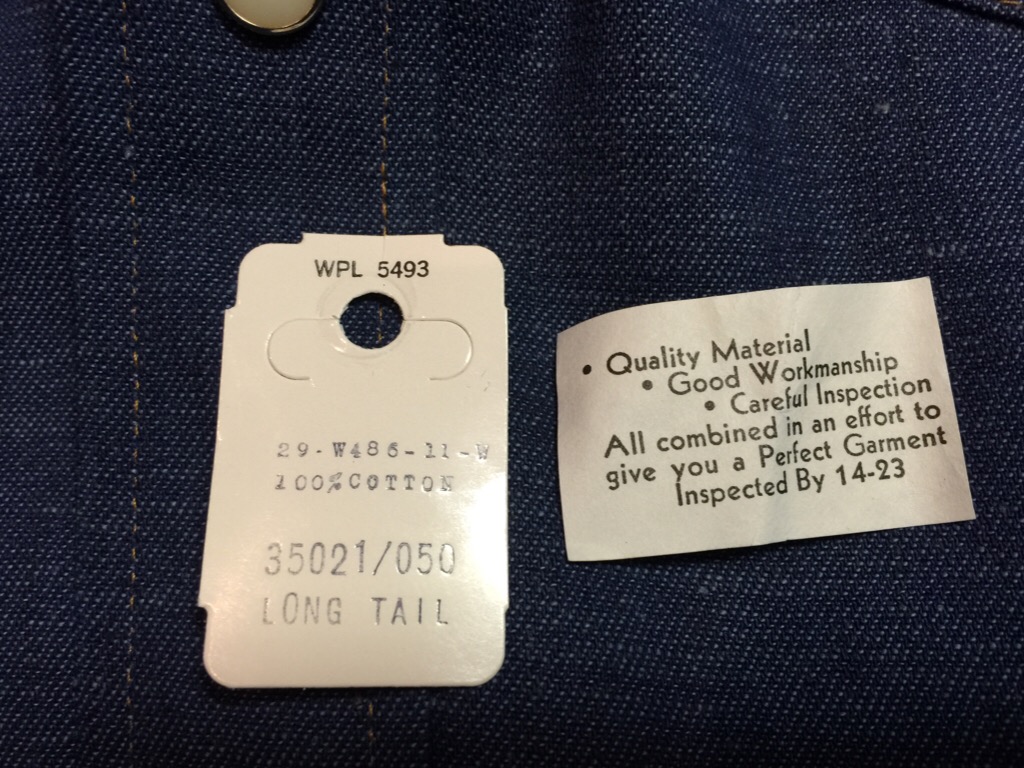 WPL 5493
29-W486-11-W
100%COTTON
35021/050
LONG TAIL
• Quality Material
• Good Workmanship
• Careful Inspection
All combined in an effort to
give you a Perfect Garment
Inspected By 14-23